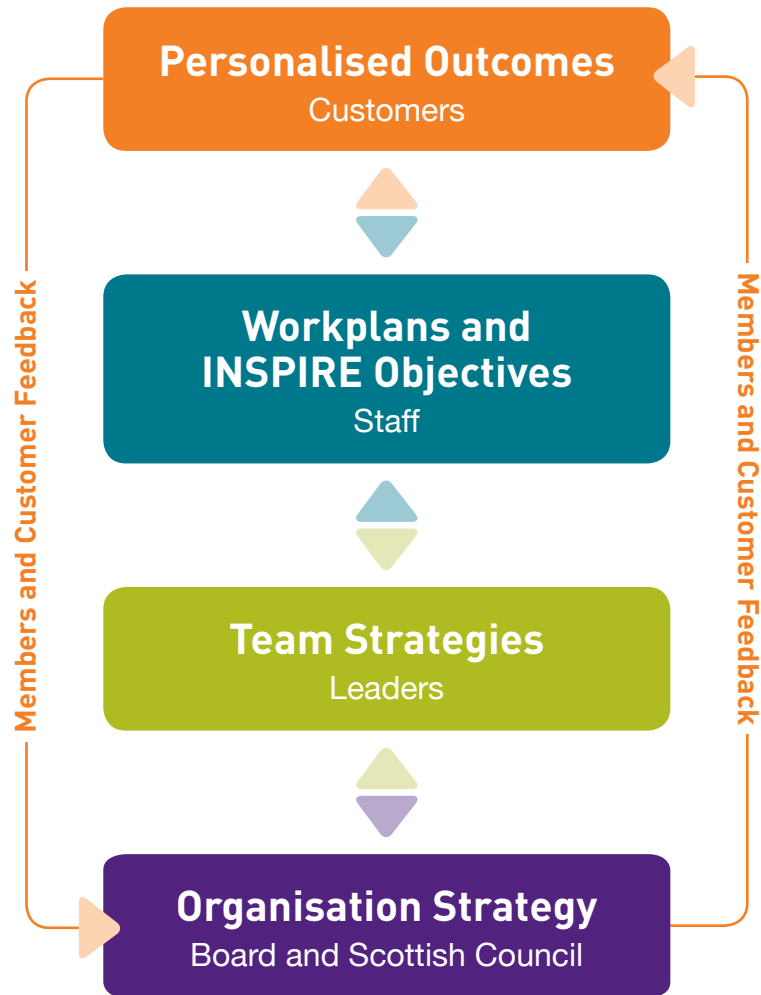 Personalised Outcomes
Customers
Members and Customer Feedback
Members and Customer Feedback
Workplans and
INSPIRE Objectives
Staff
Team Strategies
Leaders
Organisation Strategy
Board and Scottish Council